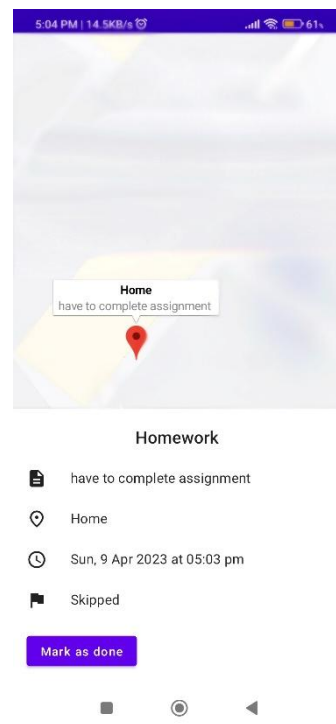 5:04 PM | 14.5KB/s 61%
Home
have to complete assignment
Homework
have to complete assignment
Home
Sun, 9 Apr 2023 at 05:03 pm
Skipped
Mark as done